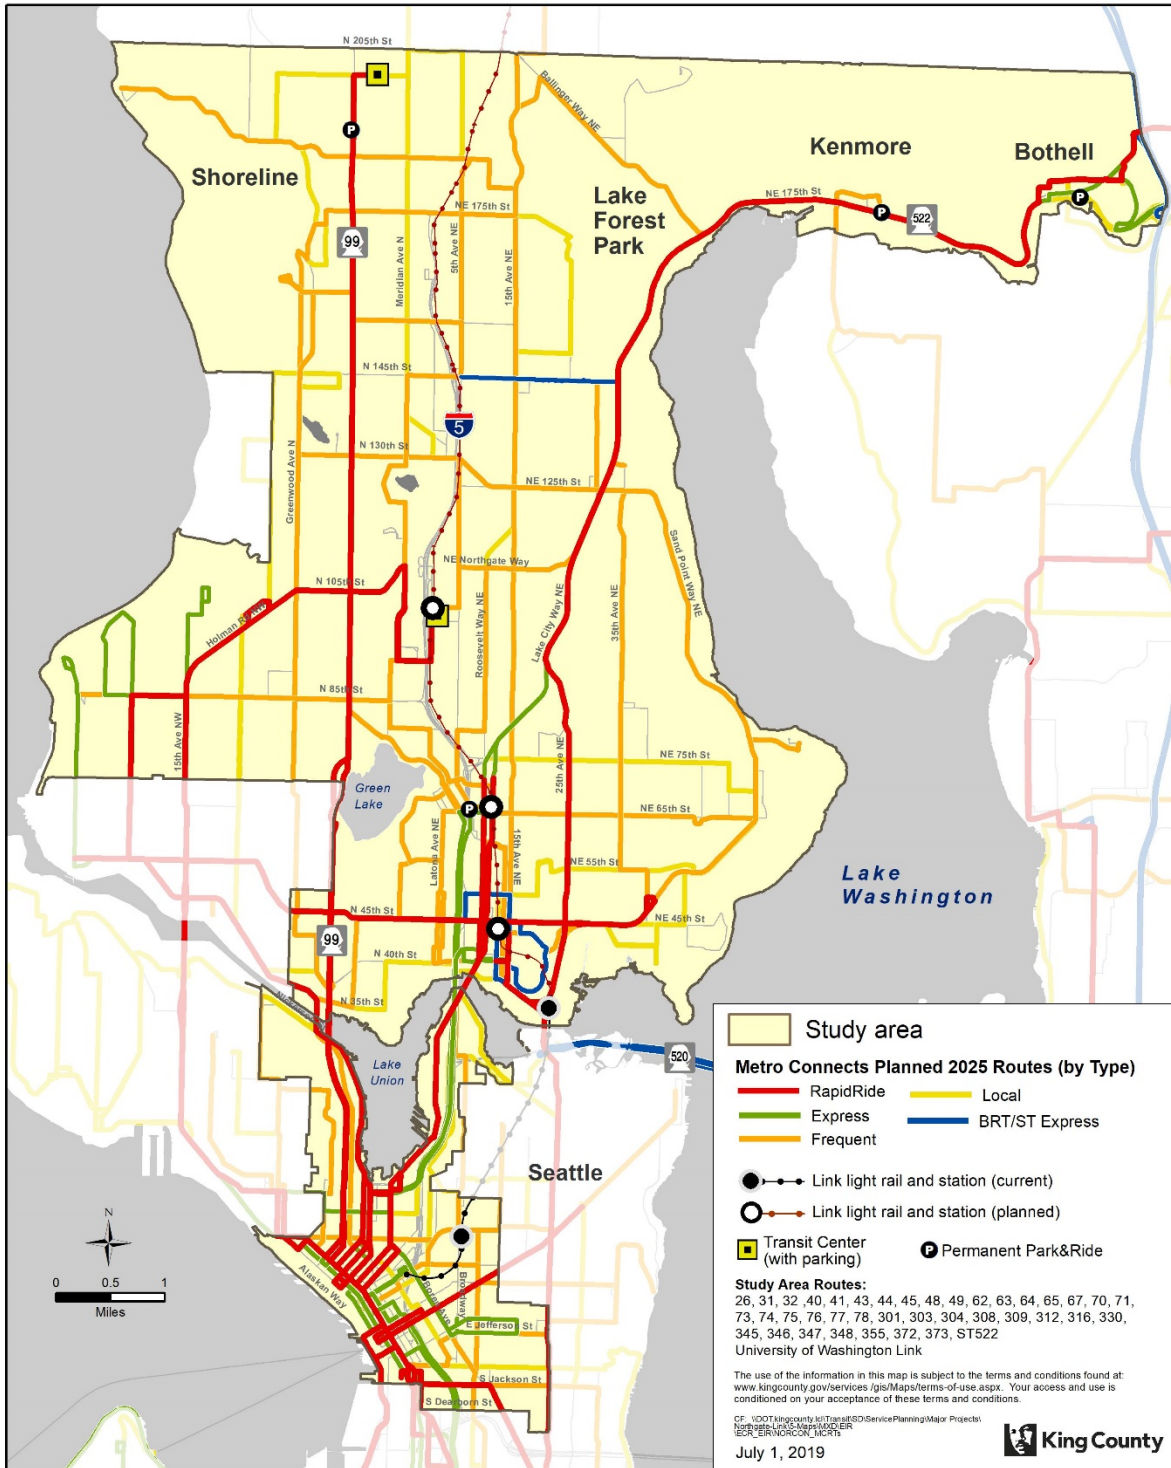 N 205th St
Ballinger Way NE
Shoreline
Kenmore
Bothell
Lake
Forest
Park
NE 175th St
NE 175th St
522
99
Meridian Ave N
5th Ave NE
15th Ave NE
N 145th St
5
Greenwood Ave N
N 130th St
NE 125th St
Sand Point Way NE
NE Northgate Way
N 105th St
Holman
Roosevelt Way NE
Lake City Way NE
35th Ave NE
N 85th St
15th Ave NW
NE 75th St
25th Ave NE
Green
Lake
NE 65th St
Latona Ave NE
15th Ave NE
NE 55th St
Lake
Washington
N 45th St
NE 45th St
99
N 40th St
N 35th St
Lake
Union
520
Seattle
Alaskan Way
Boren Ave
Broadway
E Jefferson St
S Jackson St
S Dearborn St
N
0 0.5 1
Miles
Study area
Metro Connects Planned 2025 Routes (by Type)
RapidRide
Local
Express
BRT/ST Express
Frequent
Link light rail and station (current)
Link light rail and station (planned)
Transit Center
(with parking)
P Permanent Park&Ride
Study Area Routes:
26, 31, 32 ,40, 41, 43, 44, 45, 48, 49, 62, 63, 64, 65, 67, 70, 71,
73, 74, 75, 76, 77, 78, 301, 303, 304, 308, 309, 312, 316, 330,
345, 346, 347, 348, 355, 372, 373, ST522
University of Washington Link
The use of the information in this map is subject to the terms and conditions found at:
www.kingcounty.gov/services /gis/Maps/terms-of-use.aspx. Your access and use is
conditioned on your acceptance of these terms and conditions.
July 1, 2019
King County